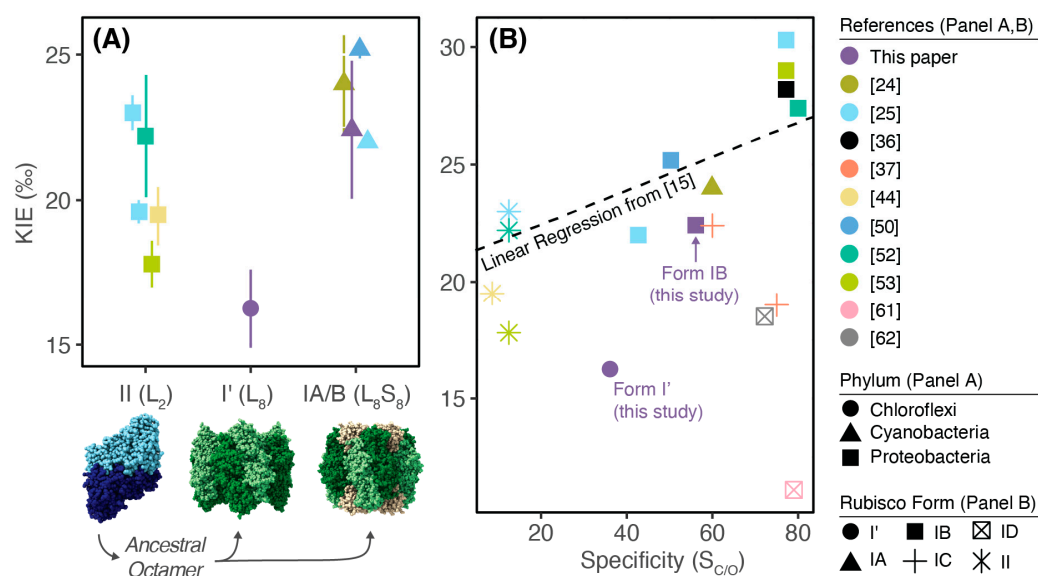 (A)
KIE (‰)
25
20
15
II (L2)
I' (L8)
IA/B (L8S8)
Ancestral
Octamer
(B)
30
25
20
15
Linear Regression from [15]
Form IB
(this study)
Form I'
(this study)
20
40
60
80
Specificity (SC/O)
References (Panel A,B)
This paper
[24]
[25]
[36]
[37]
[44]
[50]
[52]
[53]
[61]
[62]
Phylum (Panel A)
Chloroflexi
Cyanobacteria
Proteobacteria
Rubisco Form (Panel B)
I' IB ID
IA IC II